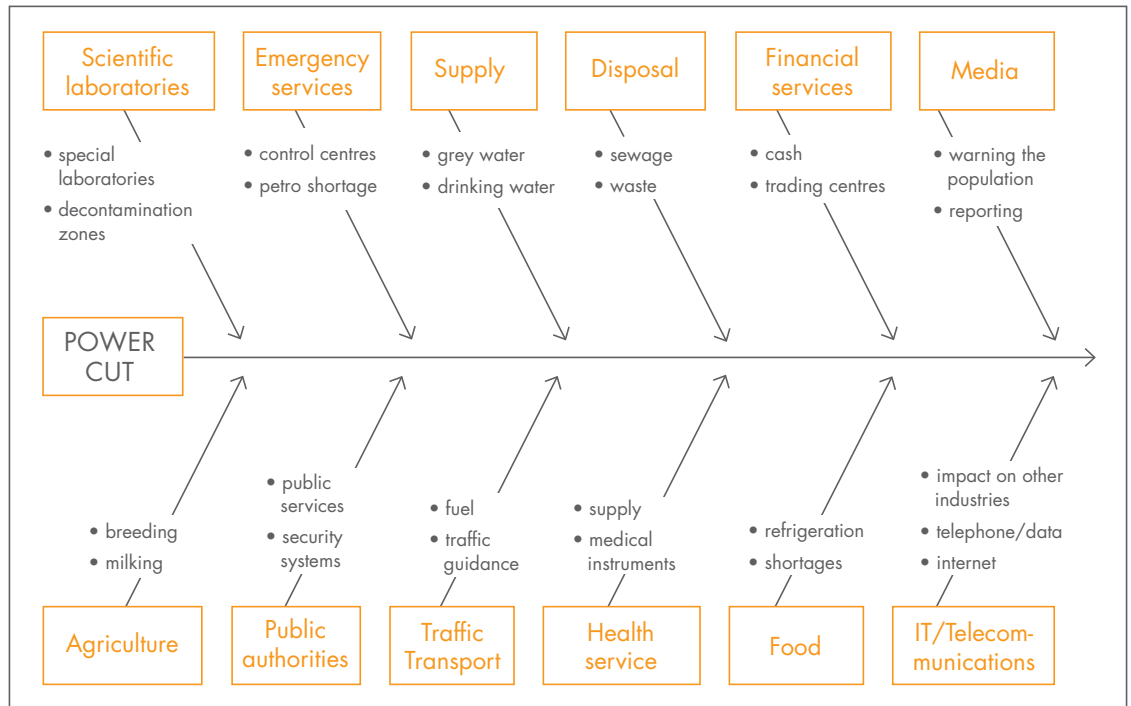 Scientific
laboratories
Emergency
services
Supply
Disposal
Financial
services
Media
• special
laboratories
• decontamination
zones
• control centres
• petro shortage
• grey water
• drinking water
• sewage
• waste
• cash
• trading centres
• warning the
population
• reporting
POWER
CUT
• breeding
• milking
• public
services
• security
systems
• fuel
• traffic
guidance
• supply
• medical
instruments
• refrigeration
• shortages
• impact on other
industries
• telephone/data
• internet
Agriculture
Public
authorities
Traffic
Transport
Health
service
Food
IT/Telecom-
munications